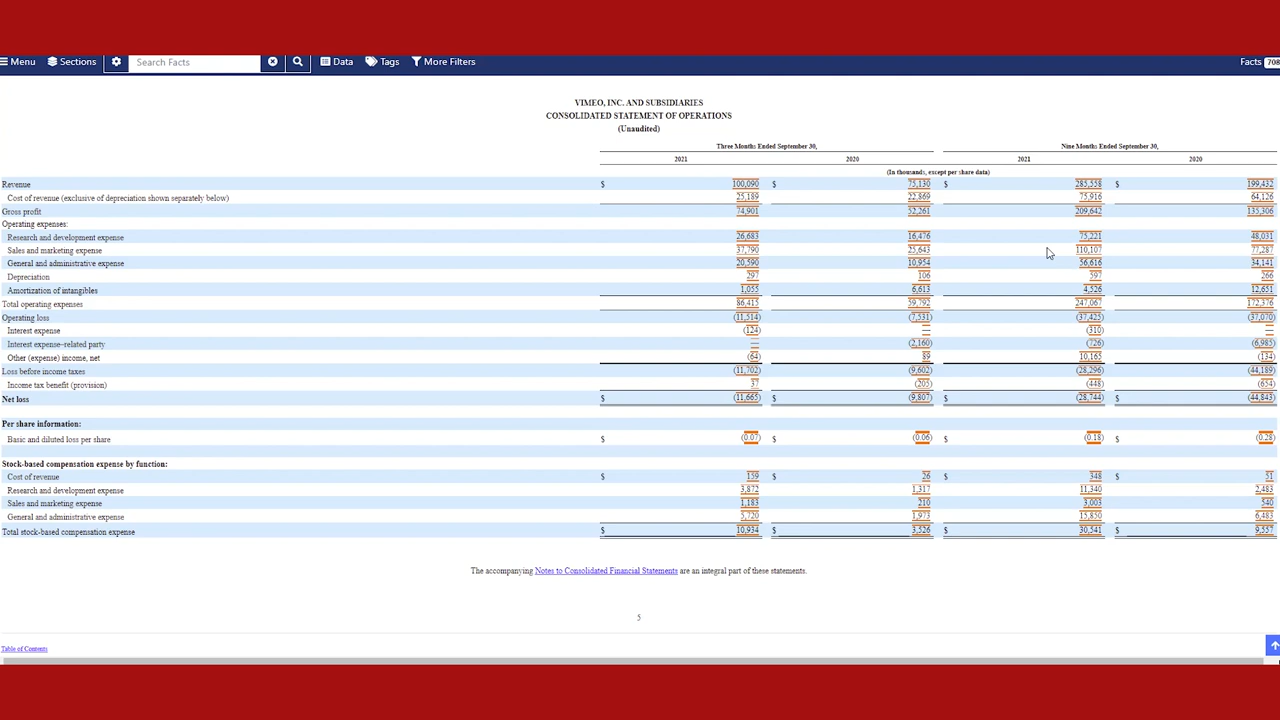 Menu Sections Search Facts Data Tags More Filters Facts 708
VIMEO, INC. AND SUBSIDIARIES
CONSOLIDATED STATEMENT OF OPERATIONS
(Unaudited)
Three Months Ended September 30, Nine Months Ended September 30,
2021 2020 2021 2020
(In thousands, except per share data)
Revenue $ 100,090 $ 75,130 $ 285,558 $ 199,432
Cost of revenue (exclusive of depreciation shown separately below) 25,189 22,869 75,916 64,126
Gross profit 74,901 52,261 209,642 135,306
Operating expenses:
Research and development expense 26,683 16,476 75,221 48,031
Sales and marketing expense 37,790 25,643 110,107 77,287
General and administrative expense 20,590 10,954 56,616 34,141
Depreciation 297 106 597 266
Amortization of intangibles 1,055 6,613 4,526 12,651
Total operating expenses 86,415 59,792 247,067 172,376
Operating loss (11,514) (7,531) (37,425) (37,070)
Interest expense (124) — (310) —
Interest expense–related party — (2,160) (726) (6,985)
Other (expense) income, net (64) 89 10,165 (134)
Loss before income taxes (11,702) (9,602) (28,296) (44,189)
Income tax benefit (provision) 37 (205) (448) (654)
Net loss $ (11,665) $ (9,807) $ (28,744) $ (44,843)
Per share information:
Basic and diluted loss per share $ (0.07) $ (0.06) $ (0.18) $ (0.28)
Stock-based compensation expense by function:
Cost of revenue $ 159 $ 26 $ 348 $ 51
Research and development expense 3,872 1,317 11,340 2,483
Sales and marketing expense 1,183 210 3,003 540
General and administrative expense 5,720 1,973 15,850 6,483
Total stock-based compensation expense $ 10,934 $ 3,526 $ 30,541 $ 9,557
The accompanying Notes to Consolidated Financial Statements are an integral part of these statements.
5
Table of Contents